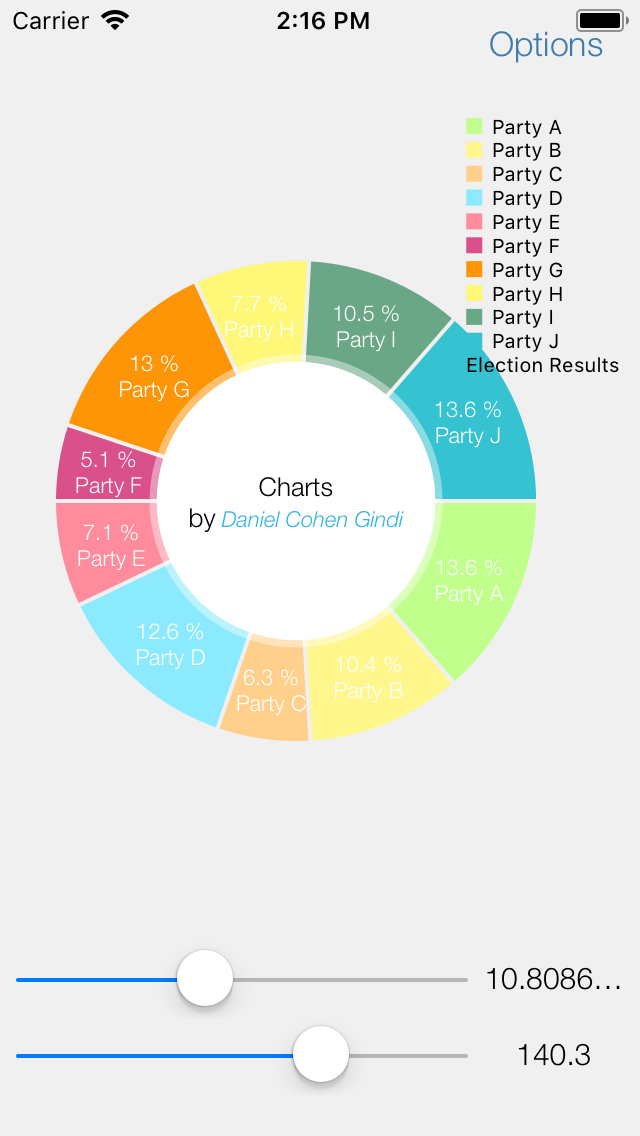 Carrier 2:16 PM
Options
Party A
Party B
Party C
Party D
Party E
Party F
Party G
Party H
Party I
Party J
Election Results
7.7 %
Party H
10.5 %
Party I
13 %
Party G
13.6 %
Party J
5.1 %
Party F
Charts
by Daniel Cohen Gindi
7.1 %
Party E
13.6 %
Party A
12.6 %
Party D
10.4 %
Party B
6.3 %
Party C
10.8086...
140.3